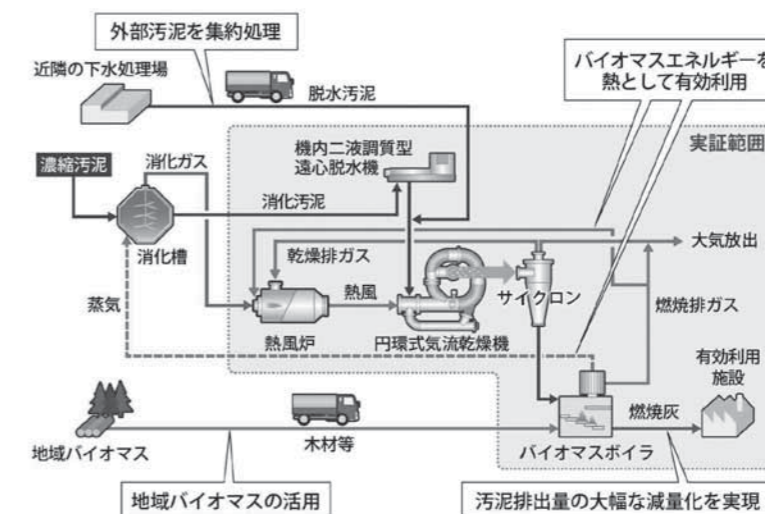 外部汚泥を集約処理
近隣の下水処理場
脱水汚泥
バイオマスエネルギーを
熱として有効利用
実証範囲
機内二液調質型
遠心脱水機
濃縮汚泥
消化ガス
消化汚泥
消化槽
大気放出
乾燥排ガス
サイクロン
蒸気
熱風
燃焼排ガス
熱風炉
円環式気流乾燥機
有効利用
施設
燃焼灰
地域バイオマス
木材等
バイオマスボイラ
地域バイオマスの活用
汚泥排出量の大幅な減量化を実現